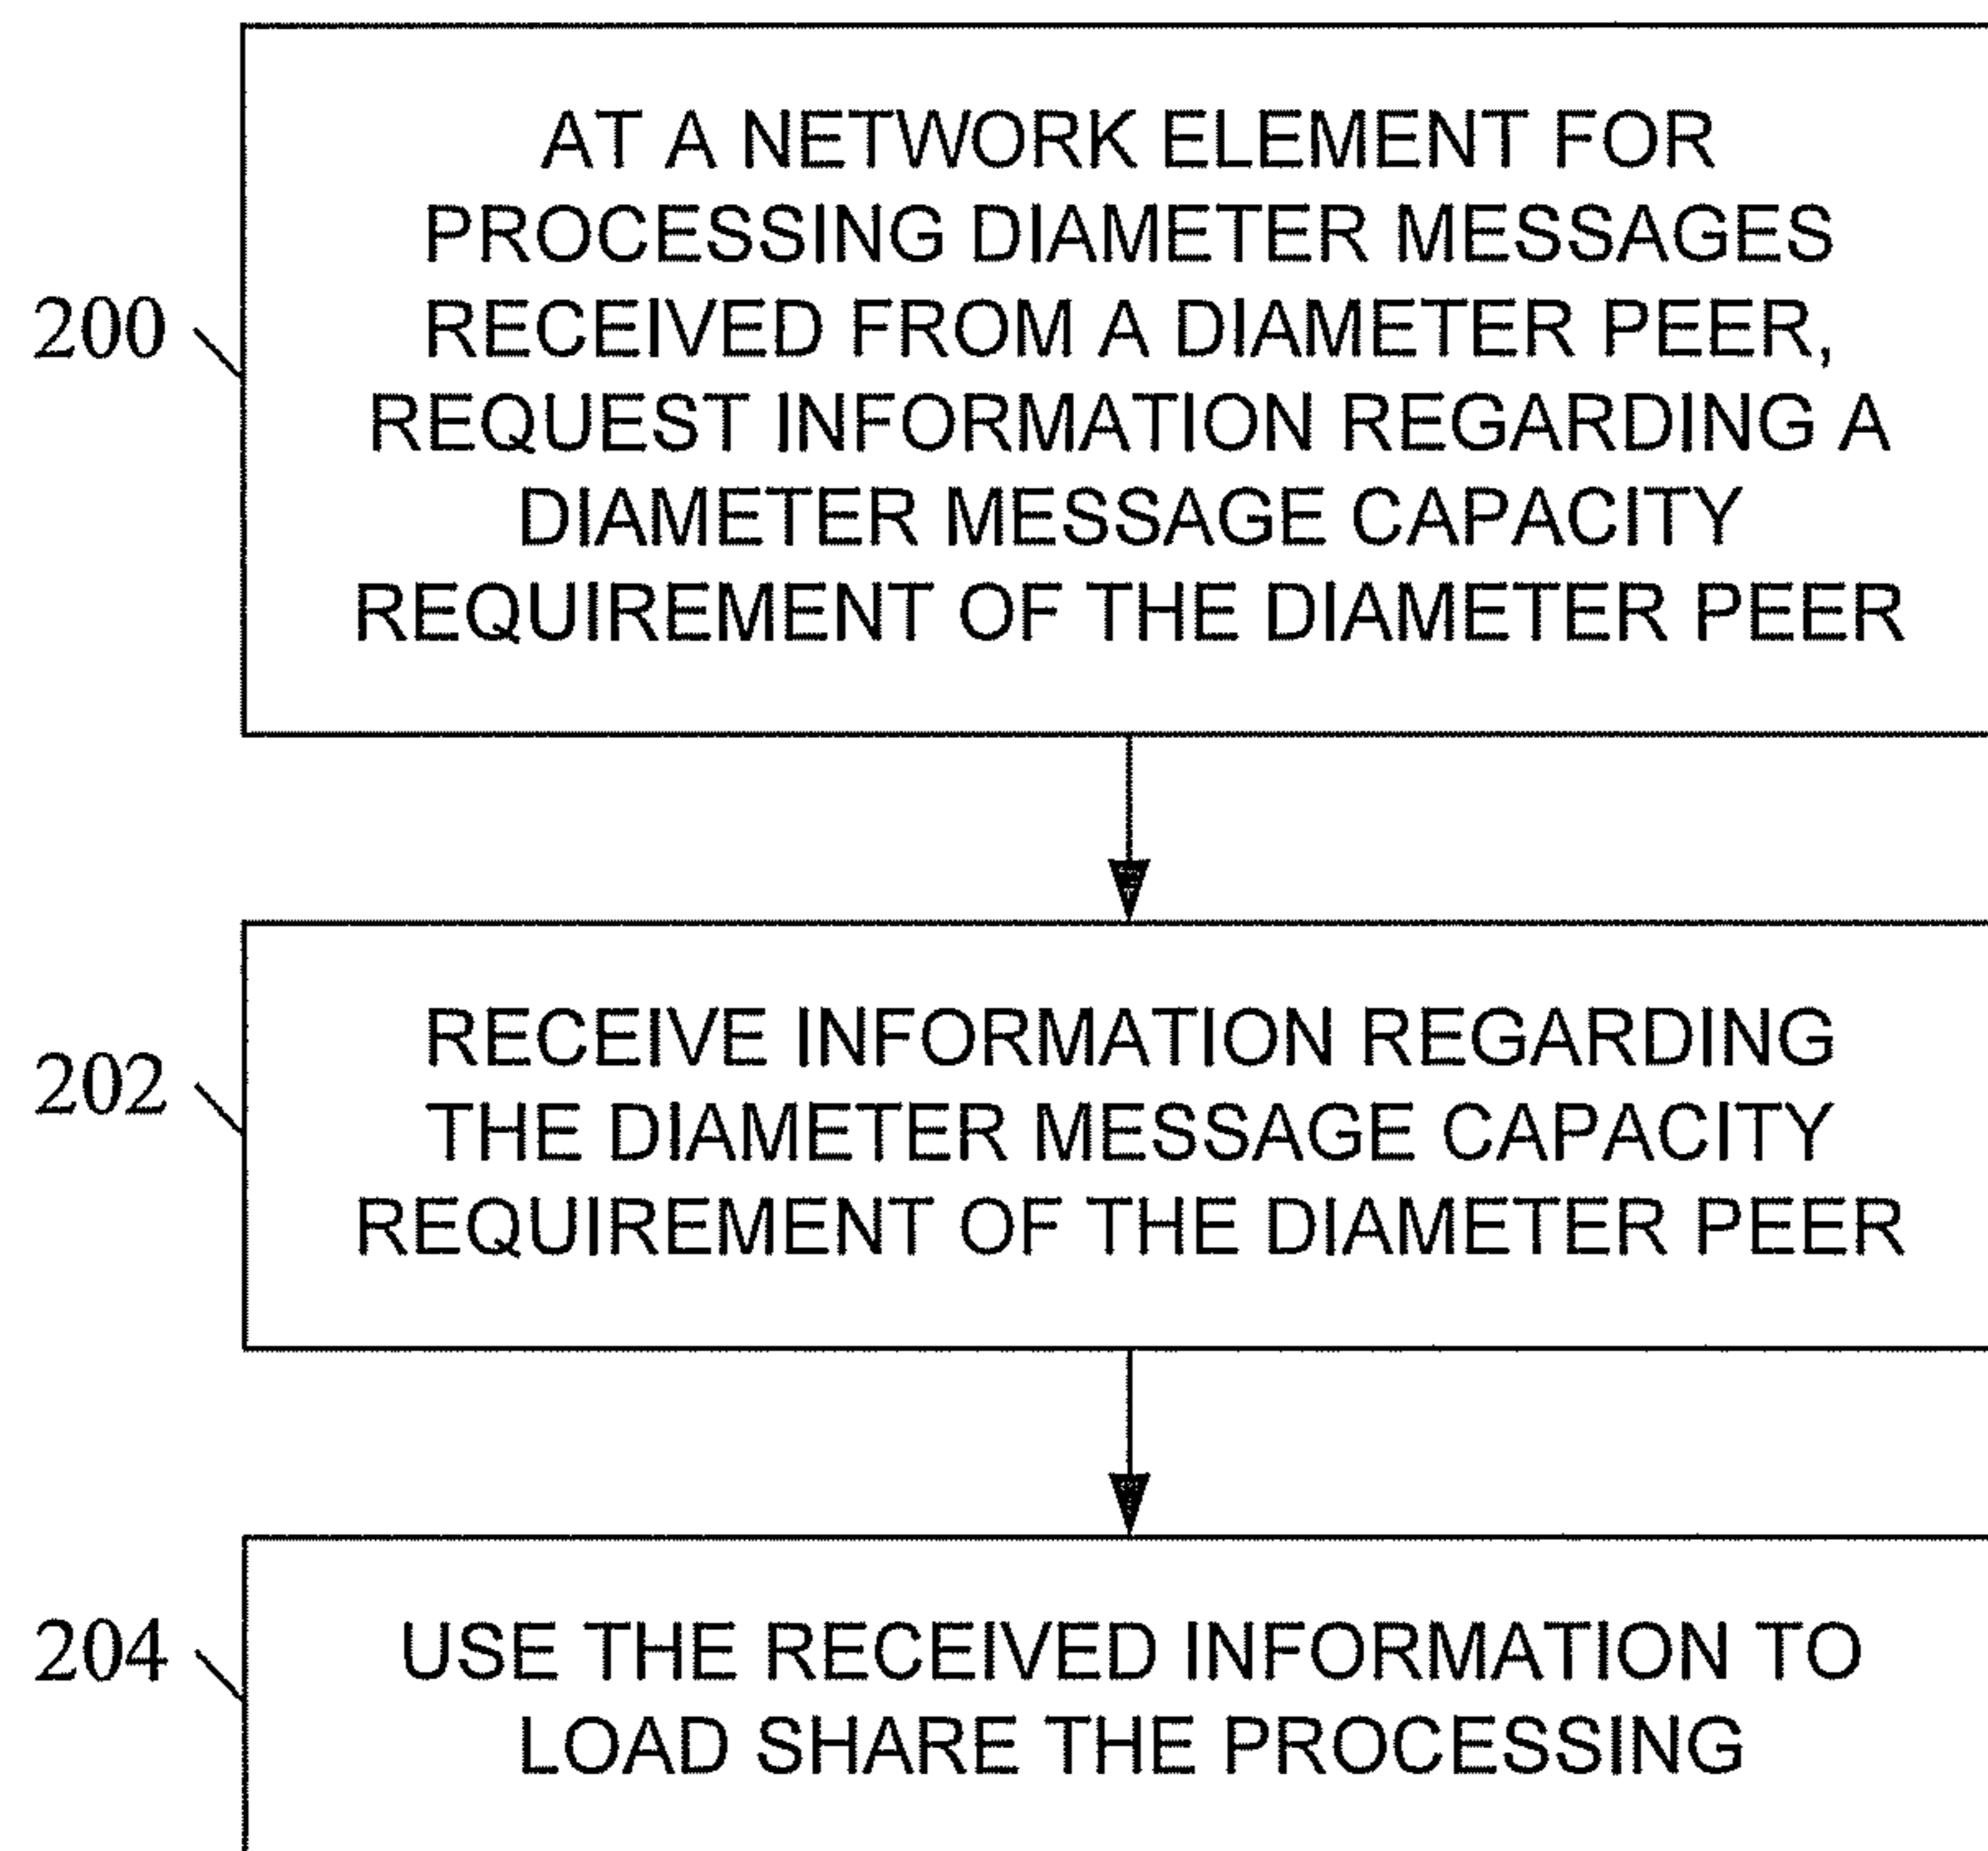 AT A NETWORK ELEMENT FOR
PROCESSING DIAMETER MESSAGES
200
RECEIVED FROM A DIAMETER PEER,
REQUEST INFORMATION REGARDING A
DIAMETER MESSAGE CAPACITY
REQUIREMENT OF THE DIAMETER PEER
RECEIVE INFORMATION REGARDING
202
THE DIAMETER MESSAGE CAPACITY
REQUIREMENT OF THE DIAMETER PEER
204
USE THE RECEIVED INFORMATION TO
LOAD SHARE THE PROCESSING